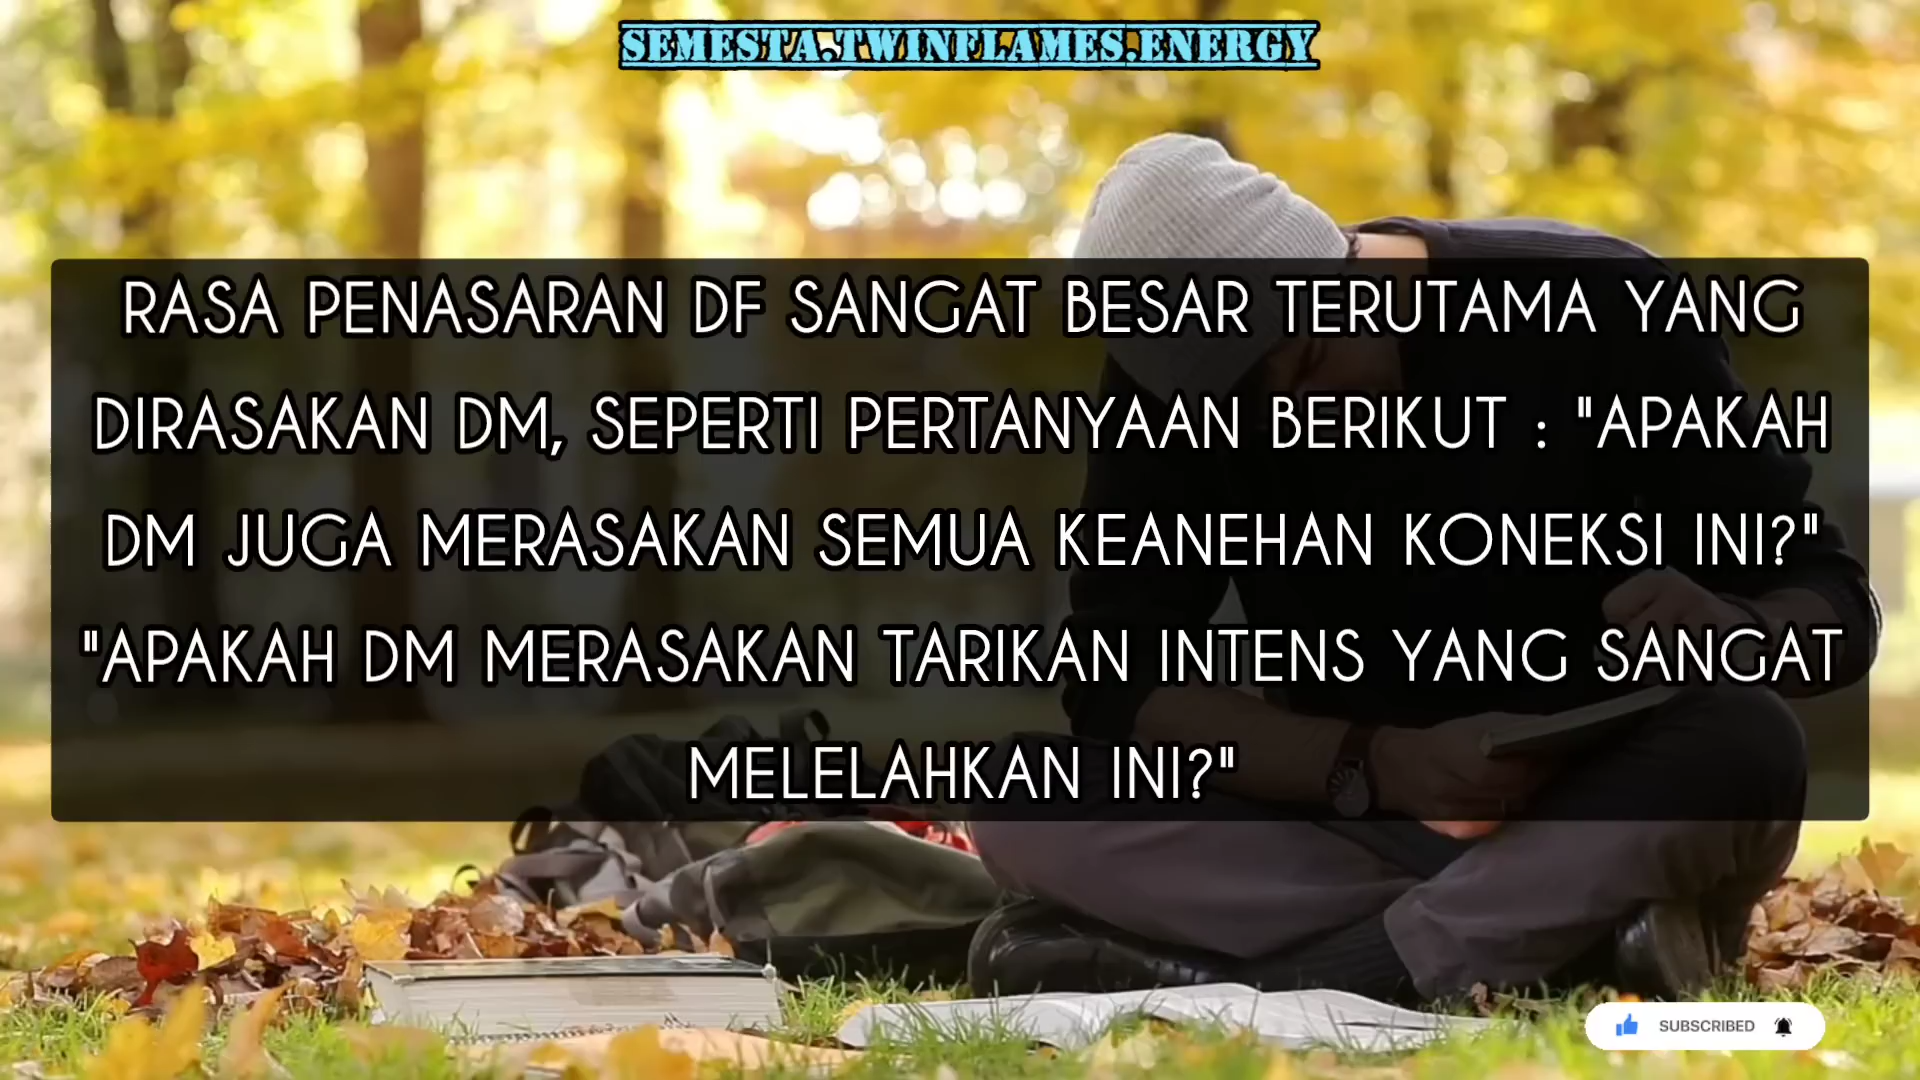 SEMESTA.TWINFLAMES.ENERGY
RASA PENASARAN DF SANGAT BESAR TERUTAMA YANG
DIRASAKAN DM, SEPERTI PERTANYAAN BERIKUT : "APAKAH
DM JUGA MERASAKAN SEMUA KEANEHAN KONEKSI INI?"
"APAKAH DM MERASAKAN TARIKAN INTENS YANG SANGAT
MELELAHKAN INI?"
SUBSCRIBED